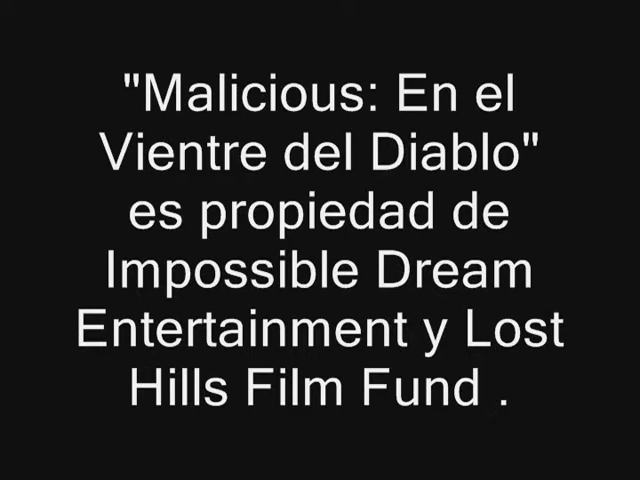 "Malicious: En el
Vientre del Diablo"
es propiedad de
Impossible Dream
Entertainment y Lost
Hills Film Fund .